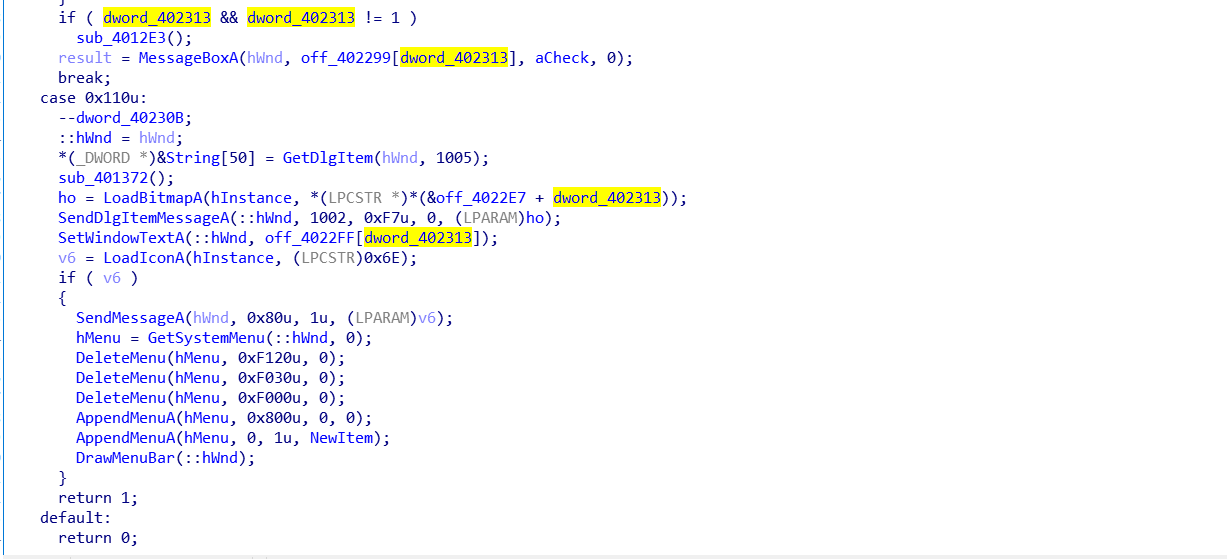 if ( dword_402313 && dword_402313 != 1 )
sub_4012E3();
result = MessageBoxA(hWnd, off_402299[dword_402313], aCheck, 0);
break;
case 0x110u:
--dword_40230B;
::hWnd = hWnd;
*(_DWORD *)&String[50] = GetDlgItem(hWnd, 1005);
sub_401372();
ho = LoadBitmapA(hInstance, *(LPCSTR *)*(&off_4022E7 + dword_402313));
SendDlgItemMessageA(::hWnd, 1002, 0xF7u, 0, (LPARAM)ho);
SetWindowTextA(::hWnd, off_4022FF[dword_402313]);
v6 = LoadIconA(hInstance, (LPCSTR)0x6E);
if ( v6 )
{
SendMessageA(hWnd, 0x80u, 1u, (LPARAM)v6);
hMenu = GetSystemMenu(::hWnd, 0);
DeleteMenu(hMenu, 0xF120u, 0);
DeleteMenu(hMenu, 0xF030u, 0);
DeleteMenu(hMenu, 0xF000u, 0);
AppendMenuA(hMenu, 0x800u, 0, 0);
AppendMenuA(hMenu, 0, 1u, NewItem);
DrawMenuBar(::hWnd);
}
return 1;
default:
return 0;